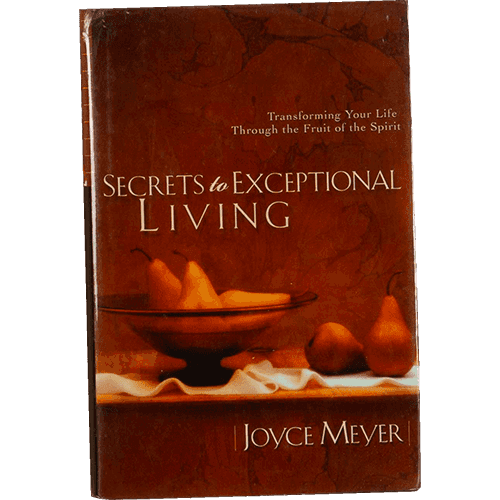 Transforming Your Life
Through the Fruit of the Spirit
SECRETS to EXCEPTIONAL
LIVING
JOYCE MEYER